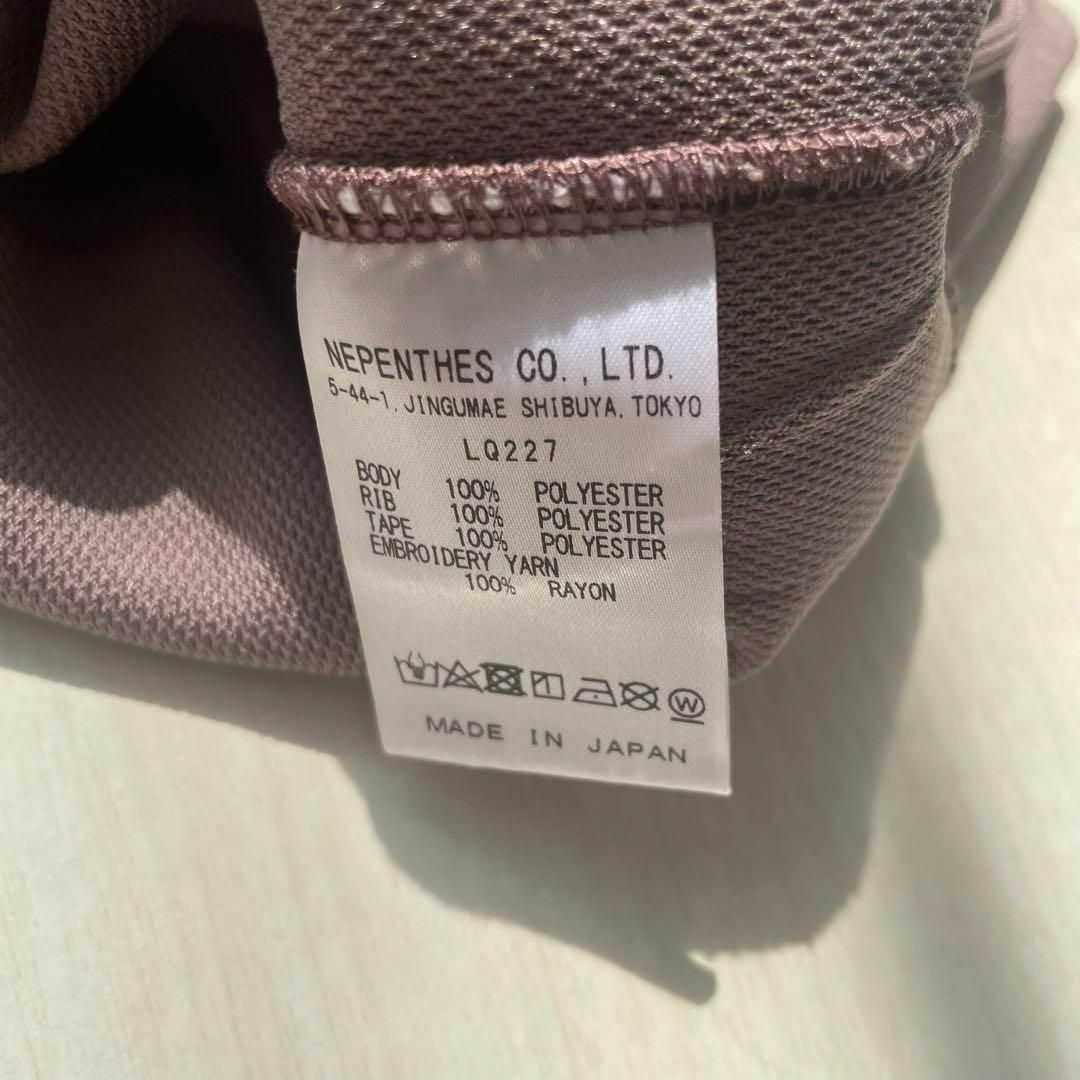 NEPENTHES CO., LTD.
5-44-1, JINGUMAE SHIBUYA, TOKYO
LQ227
BODY 100% POLYESTER
RIB 100% POLYESTER
TAPE 100% POLYESTER
EMBROIDERY YARN
100% RAYON
W
MADE IN JAPAN